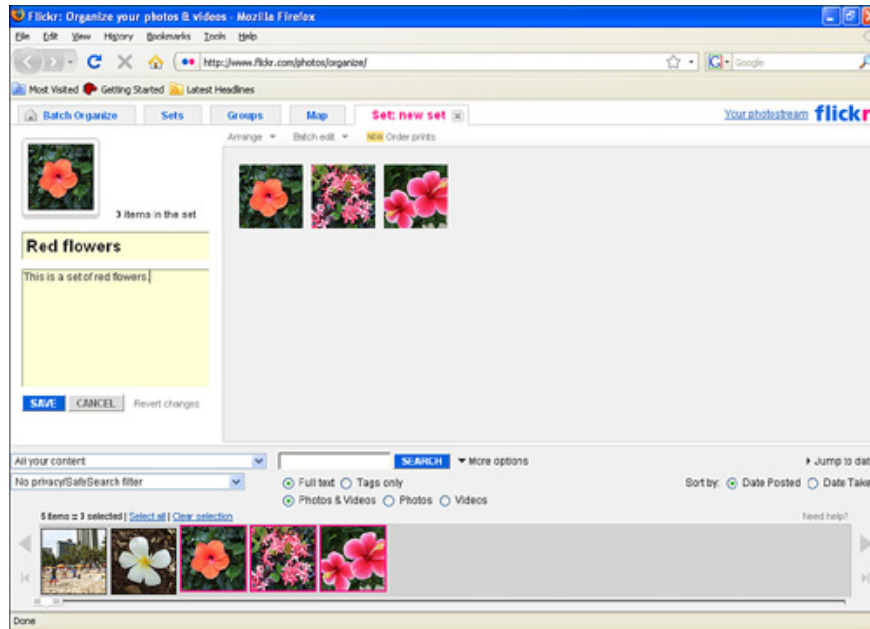 Flickr: Organize your photos & videos - Mozilla Firefox
File Edit View History Bookmarks Tools Help
http://www.flickr.com/photos/organize/
Google
Most Visited Getting Started Latest Headlines
Batch Organize Sets Groups Map Set: new set Your photostream flickr
Arrange Batch edit NEW Order prints
3 items in the set
Red flowers
This is a set of red flowers.
SAVE CANCEL Revert changes
All your content SEARCH More options Jump to dat
No privacy/SafeSearch filter Full text Tags only Sort by: Date Posted Date Take
Photos & Videos Photos Videos
5 items :: 3 selected | Select all | Clear selection Need help?
Done